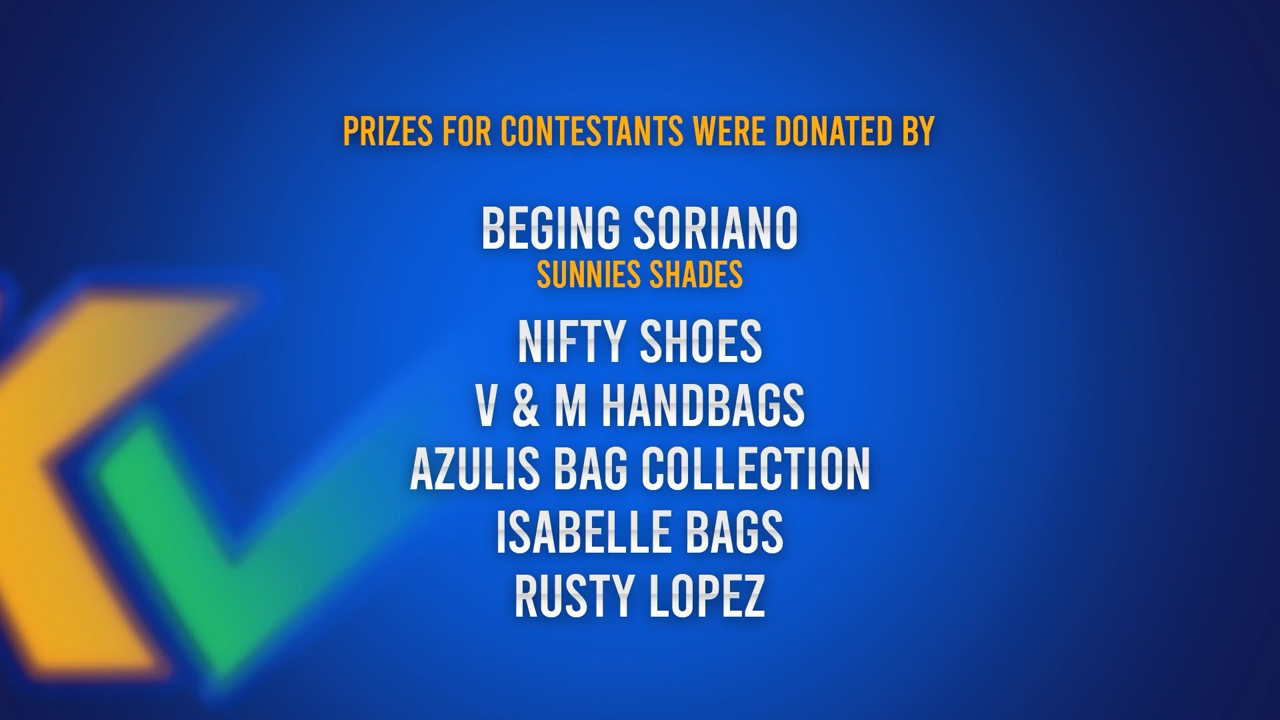 PRIZES FOR CONTESTANTS WERE DONATED BY
BEGING SORIANO
SUNNIES SHADES
NIFTY SHOES
V & M HANDBAGS
AZULIS BAG COLLECTION
ISABELLE BAGS
RUSTY LOPEZ